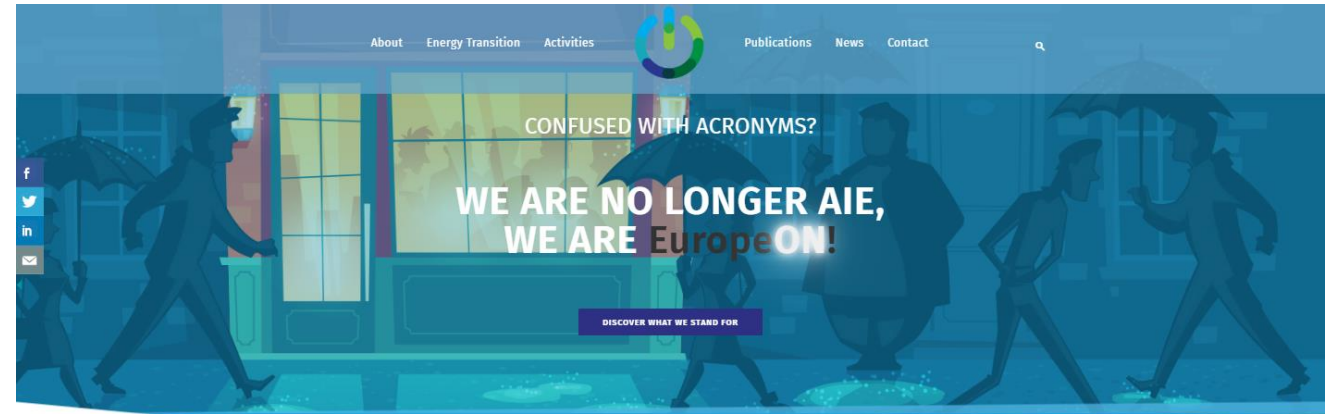 About Energy Transition Activities Publications News Contact
CONFUSED WITH ACRONYMS?
WE ARE NO LONGER AIE,
WE ARE EuropeON!
f
in
DISCOVER WHAT WE STAND FOR